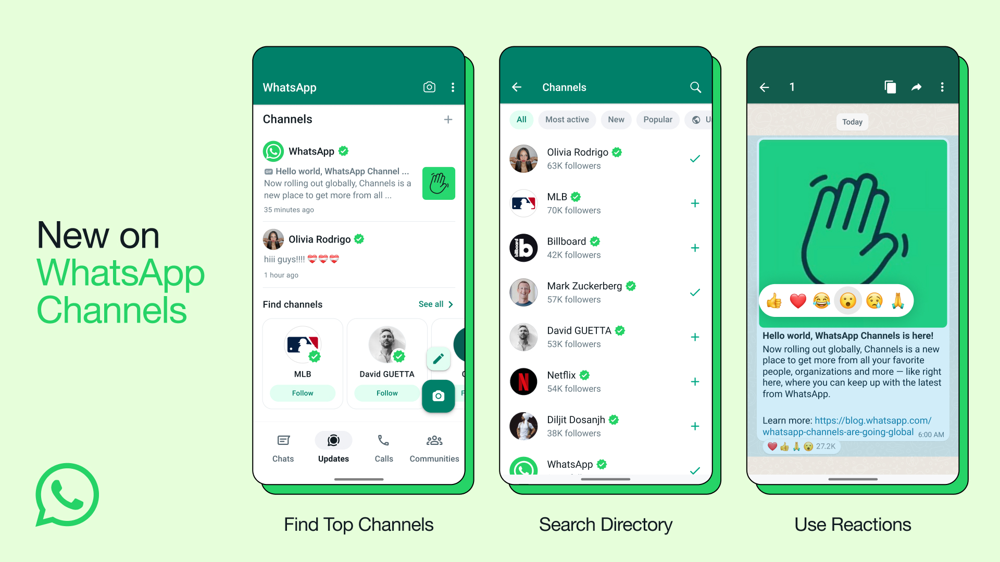 New on
WhatsApp
Channels
WhatsApp
Channels
WhatsApp
GIF Hello world, WhatsApp Channel ...
Now rolling out globally, Channels is a
new place to get more from all ...
35 minutes ago
Olivia Rodrigo
hiii guys!!!! ❤️‍🩹❤️‍🩹❤️‍🩹
1 hour ago
Find channels
See all
MLB
Follow
David GUETTA
Follow
Chats
Updates
Calls
Communities
Find Top Channels
Channels
All
Most active
New
Popular
Olivia Rodrigo
63K followers
MLB
70K followers
billboard b
Billboard
42K followers
Mark Zuckerberg
57K followers
David GUETTA
53K followers
N
Netflix
54K followers
Diljit Dosanjh
38K followers
WhatsApp
Search Directory
1
Today
Hello world, WhatsApp Channels is here!
Now rolling out globally, Channels is a new
place to get more from all your favorite
people, organizations and more — like right
here, where you can keep up with the latest
from WhatsApp.
Learn more: https://blog.whatsapp.com/
whatsapp-channels-are-going-global 6:00 AM
27.2K
Use Reactions